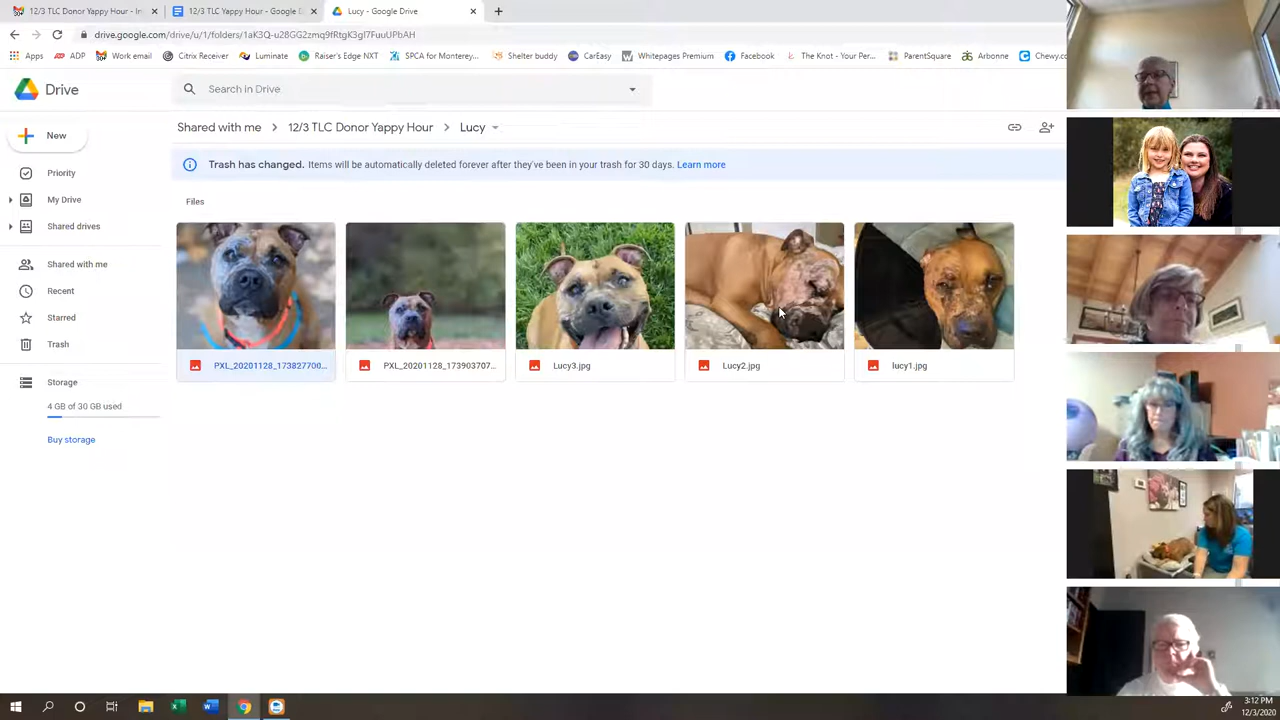 12/3 TLC Donor Yappy Hour - In
12/3 TLC Yappy Hour - Google D
Lucy - Google Drive
drive.google.com/drive/u/1/folders/1aK3Q-u28GG2zmq9fRtgK3gI7FuuUPbAH
Apps ADP Work email Citrix Receiver Luminate Raiser's Edge NXT SPCA for Monterey... Shelter buddy CarEasy Whitepages Premium Facebook The Knot - Your Per... ParentSquare Arbonne Chewy.co
Drive
Search in Drive
New
Shared with me > 12/3 TLC Donor Yappy Hour > Lucy
Trash has changed. Items will be automatically deleted forever after they've been in your trash for 30 days. Learn more
Priority
My Drive
Shared drives
Shared with me
Recent
Starred
Trash
Storage
4 GB of 30 GB used
Buy storage
Files
PXL_20201128_173827700...
PXL_20201128_173903707...
Lucy3.jpg
Lucy2.jpg
lucy1.jpg
3:12 PM
12/3/2020